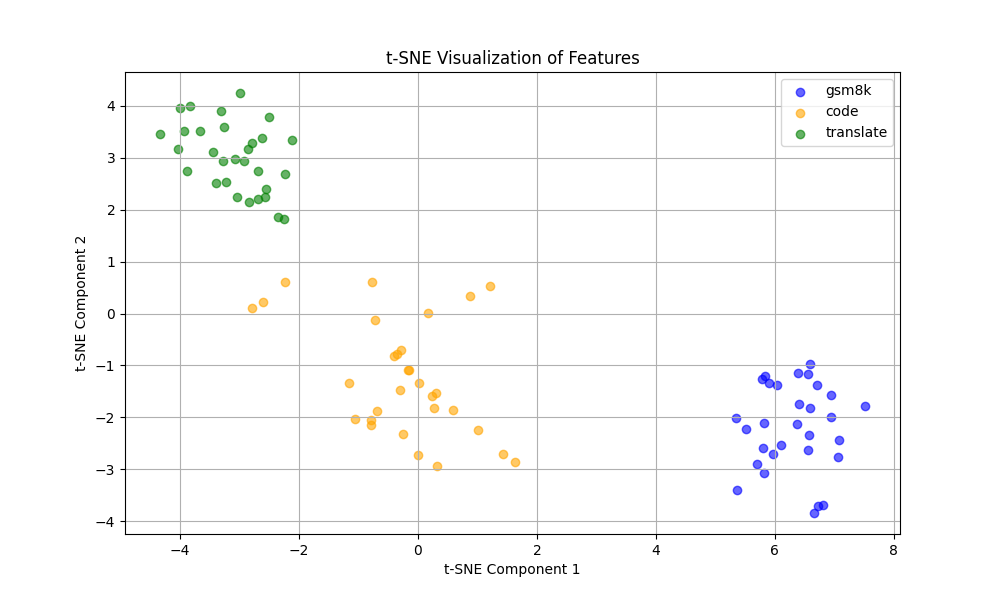 t-SNE Visualization of Features
gsm8k
code
translate
4
3
2
1
0
−1
−2
−3
−4
t-SNE Component 2
−4 −2 0 2 4 6 8
t-SNE Component 1